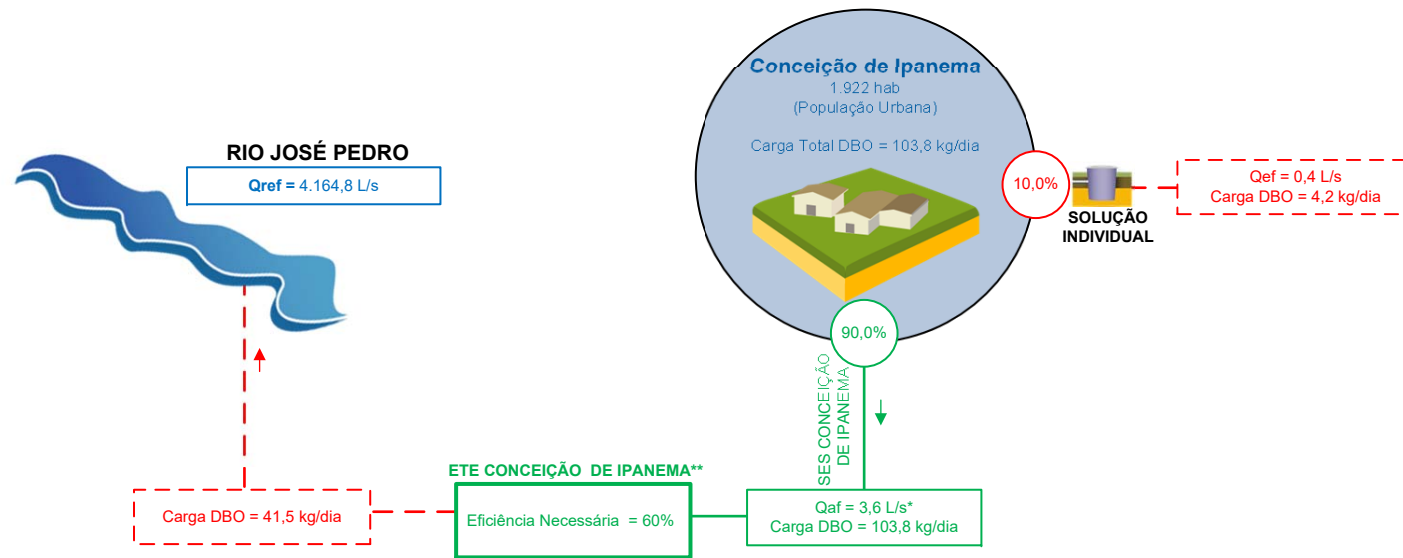 Conceição de Ipanema
1.922 hab
(População Urbana)
Carga Total DBO = 103,8 kg/dia
RIO JOSÉ PEDRO
Qref = 4.164,8 L/s
10,0%
SOLUÇÃO
INDIVIDUAL
Qef = 0,4 L/s
Carga DBO = 4,2 kg/dia
90,0%
SES CONCEIÇÃO
DE IPANEMA
ETE CONCEIÇÃO DE IPANEMA**
Carga DBO = 41,5 kg/dia
Eficiência Necessária = 60%
Qaf = 3,6 L/s*
Carga DBO = 103,8 kg/dia